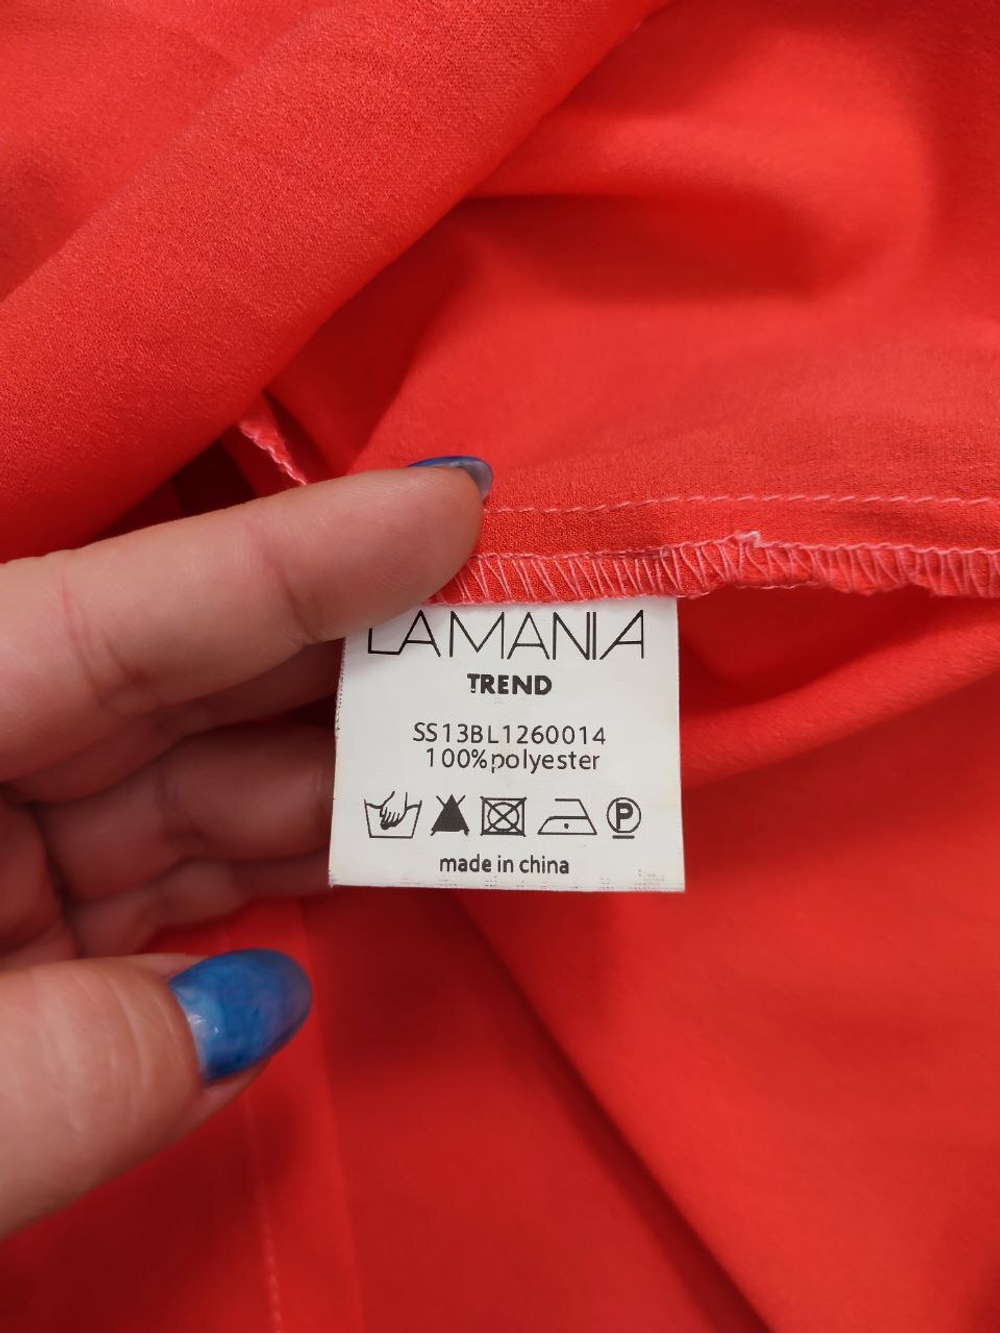 LAMANIA
TREND
SS13BL1260014
100%polyester
P
made in china